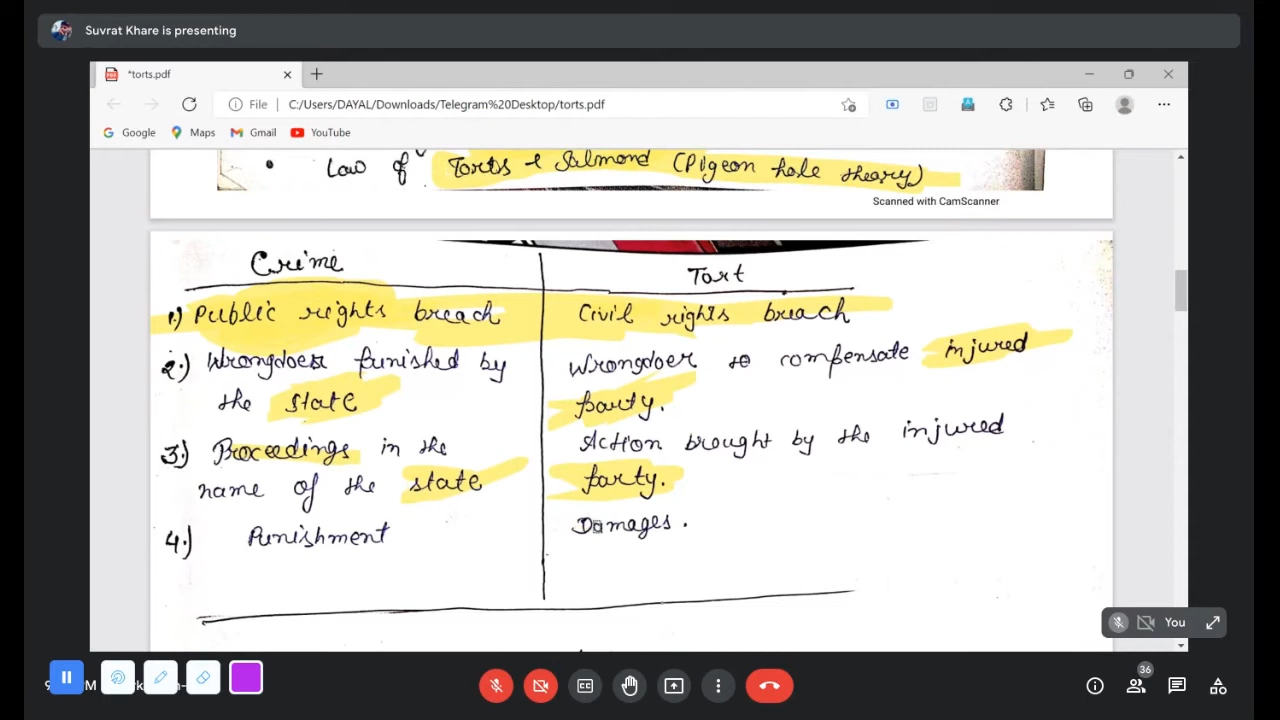 Suvrat Khare is presenting
*torts.pdf
File C:/Users/DAYAL/Downloads/Telegram%20Desktop/torts.pdf
Google Maps Gmail YouTube
• Law of Torts & Salmond (Pigeon hole theory)
Scanned with CamScanner
Crime Tort
1.) Public rights breach Civil rights breach
2.) Wrongdoer punished by Wrongdoer to compensate injured
the state party.
3.) Proceedings in the Action brought by the injured
name of the state party.
4.) Punishment Damages.
You
36